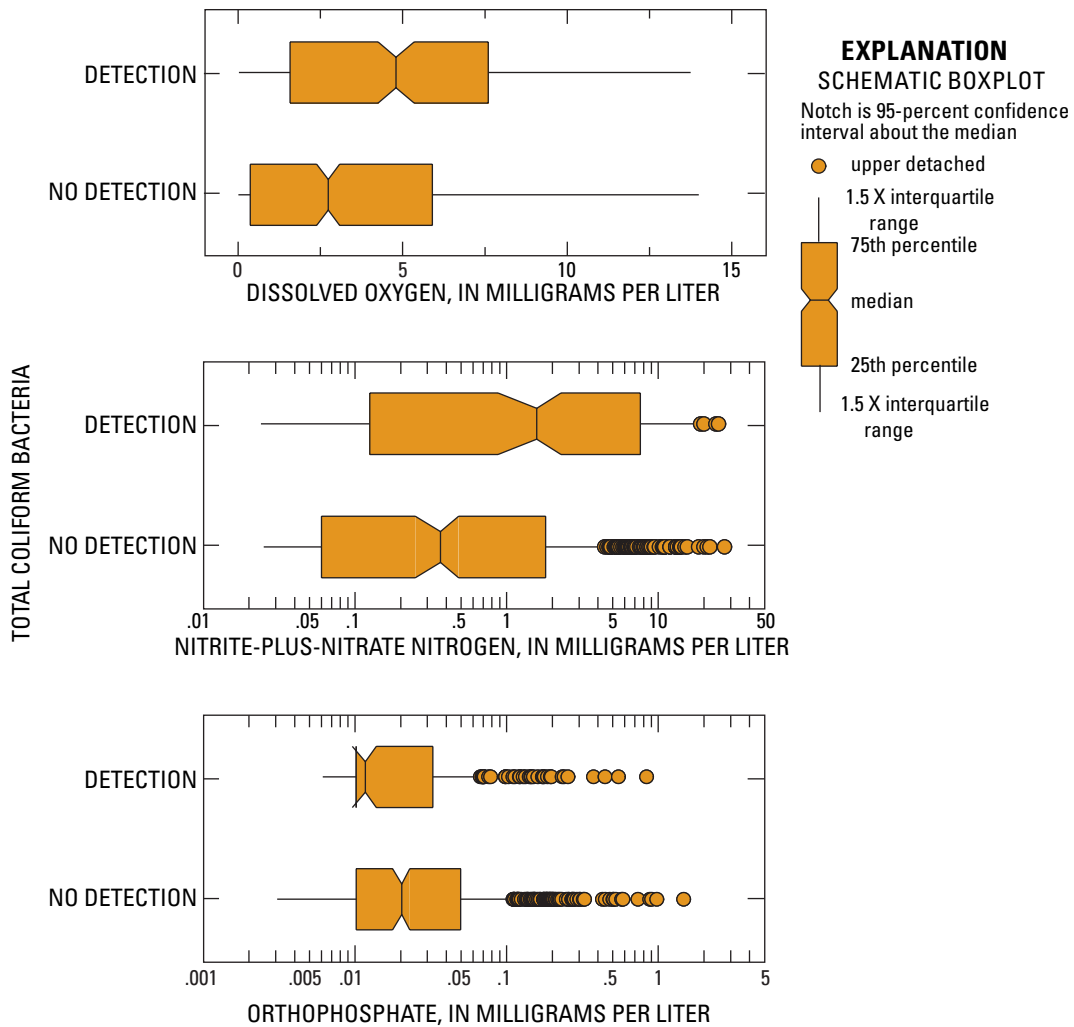 DETECTION
NO DETECTION
0 5 10 15
DISSOLVED OXYGEN, IN MILLIGRAMS PER LITER
EXPLANATION
SCHEMATIC BOXPLOT
Notch is 95-percent confidence
interval about the median
upper detached
1.5 X interquartile
range
75th percentile
median
25th percentile
1.5 X interquartile
range
TOTAL COLIFORM BACTERIA
DETECTION
NO DETECTION
.01 .05 .1 .5 1 5 10 50
NITRITE-PLUS-NITRATE NITROGEN, IN MILLIGRAMS PER LITER
DETECTION
NO DETECTION
.001 .005 .01 .05 .1 .5 1 5
ORTHOPHOSPHATE, IN MILLIGRAMS PER LITER